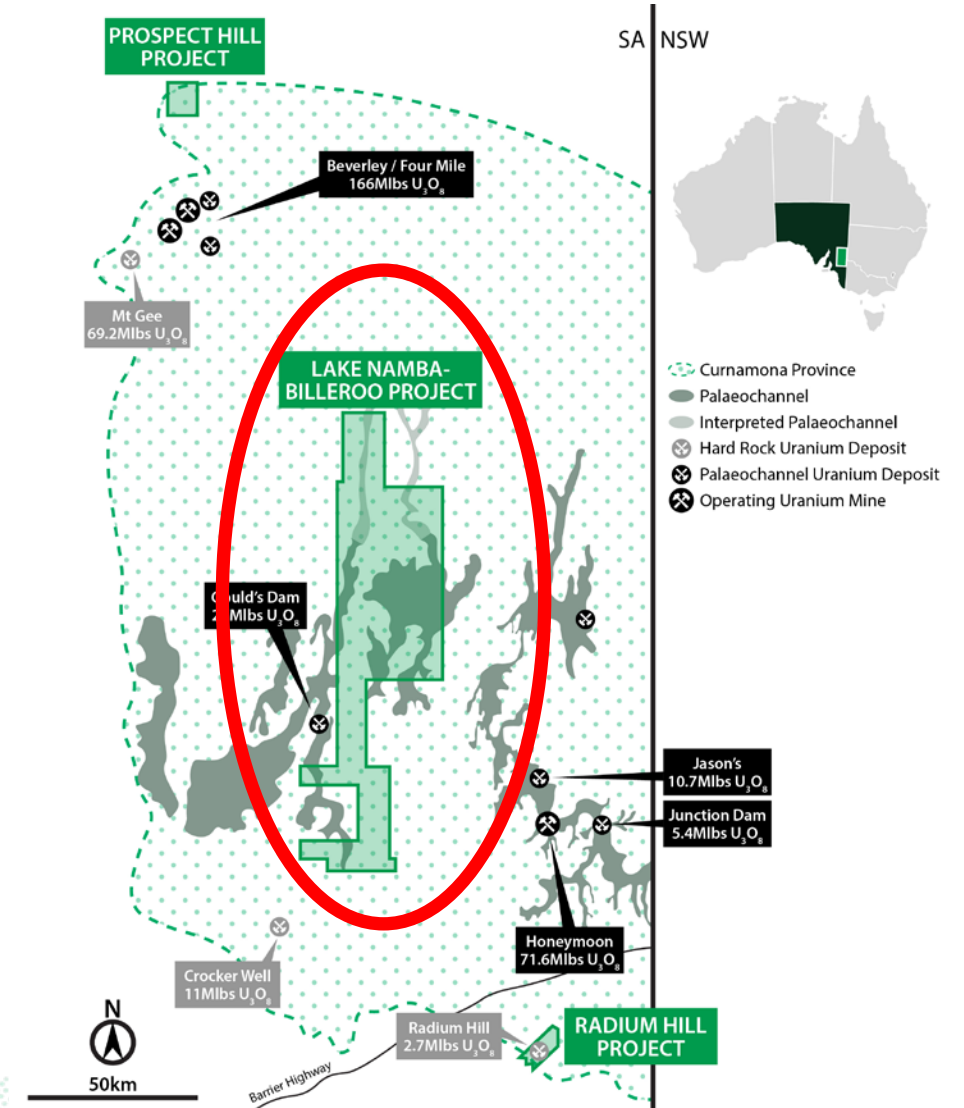 PROSPECT HILL
PROJECT
SA NSW
Beverley / Four Mile
166Mlbs U₃O₈
Mt Gee
69.2Mlbs U₃O₈
LAKE NAMBA-
BILLEROO PROJECT
Curnamona Province
Palaeochannel
Interpreted Palaeochannel
Hard Rock Uranium Deposit
Palaeochannel Uranium Deposit
Operating Uranium Mine
Dam
Mlbs U₃O₈
Jason's
10.7Mlbs U₃O₈
Junction Dam
5.4Mlbs U₃O₈
Honeymoon
71.6Mlbs U₃O₈
Crocker Well
11Mlbs U₃O₈
Radium Hill
2.7Mlbs U₃O₈
RADIUM HILL
PROJECT
N
50km
Barrier Highway